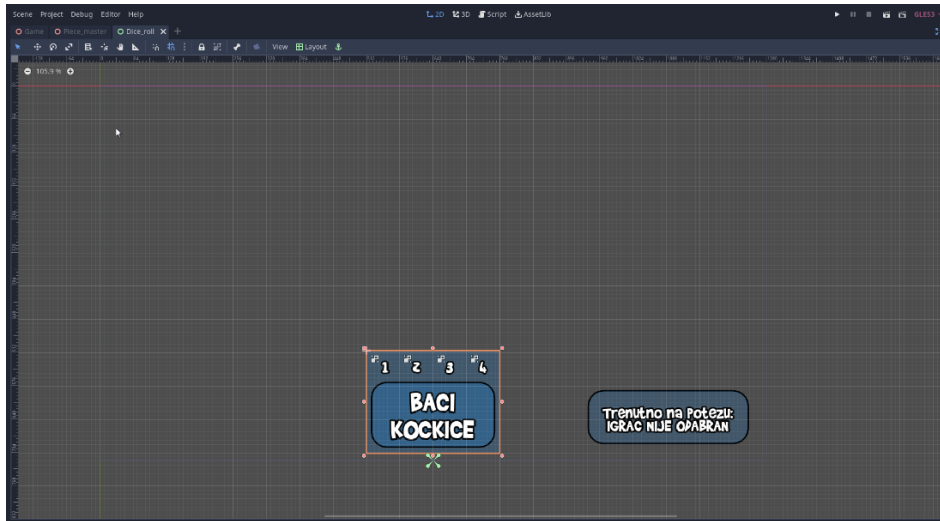 Scene Project Debug Editor Help
2D 3D Script AssetLib
GLES3
Game Piece_master Dice_roll
View Layout
105.9 %
1 2 3 4
BACI
KOCKICE
Trenutno na Potezu:
IGRAC NIJE ODABRAN